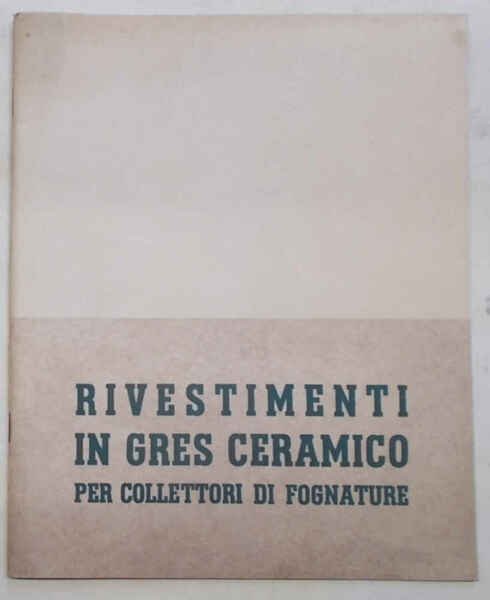 RIVESTIMENTI
IN GRES CERAMICO
PER COLLETTORI DI FOGNATURE